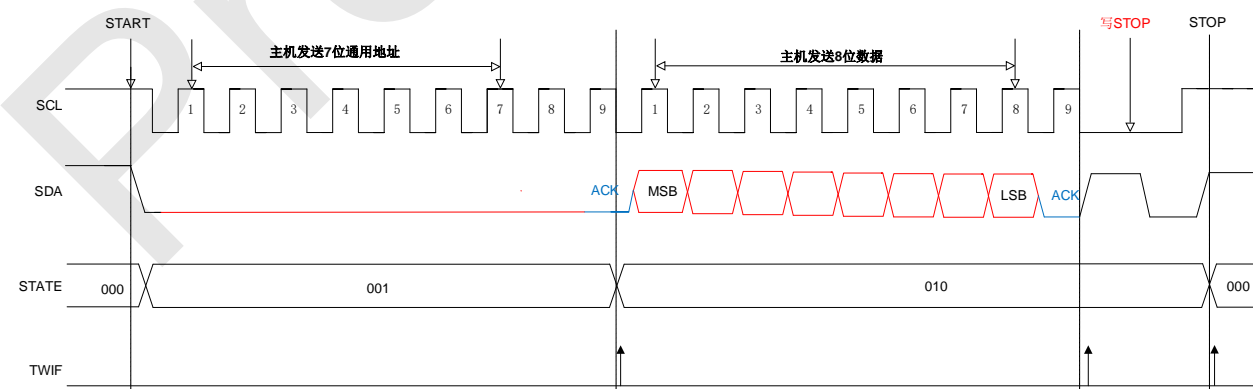 START 写STOP STOP
主机发送7位通用地址 主机发送8位数据
SCL 1 2 3 4 5 6 7 8 9 1 2 3 4 5 6 7 8 9
SDA ACK MSB LSB ACK
STATE 000 001 010 000
TWIF